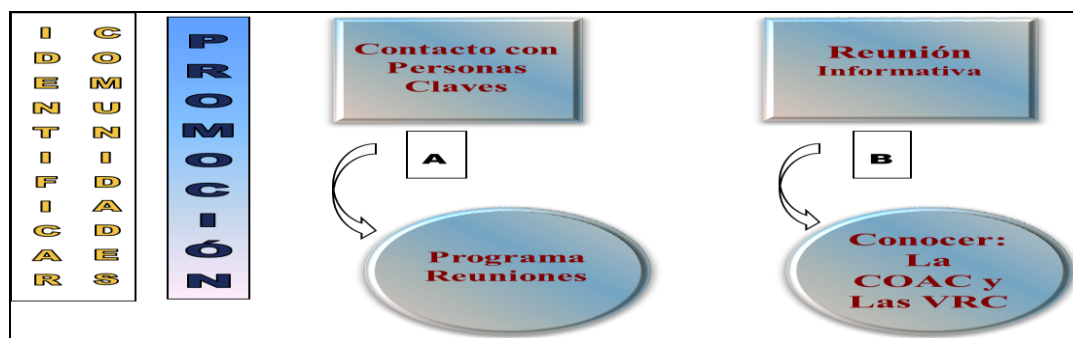 IDENTIFICAR
COMUNIDADES
PROMOCIÓN
Contacto con
Personas
Claves
A
Programa
Reuniones
Reunión
Informativa
B
Conocer:
La
COAC y
Las VRC